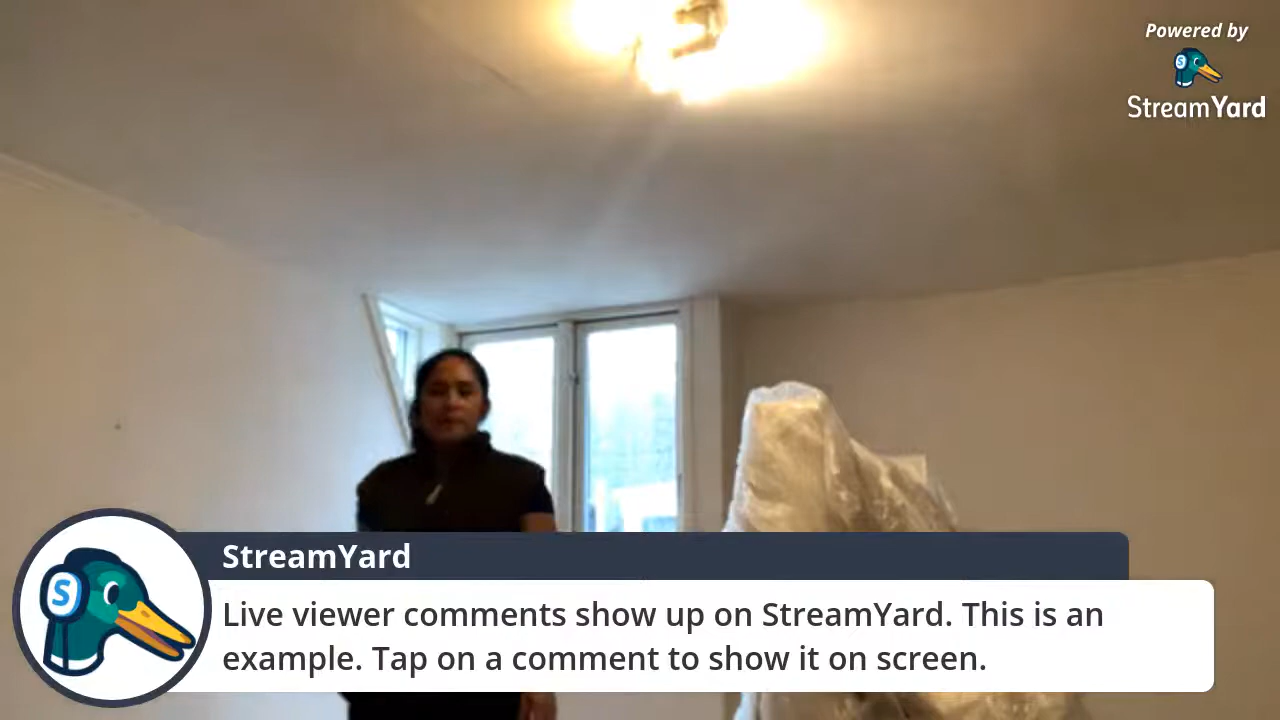 Powered by
StreamYard
S
StreamYard
Live viewer comments show up on StreamYard. This is an
example. Tap on a comment to show it on screen.